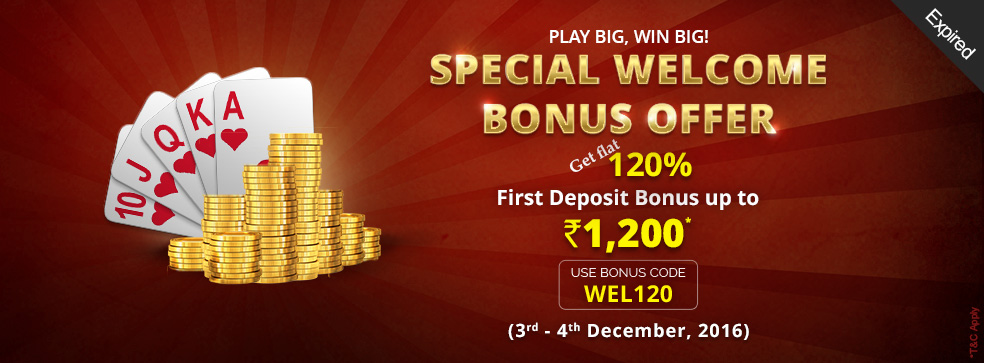 Expired
PLAY BIG, WIN BIG!
SPECIAL WELCOME
BONUS OFFER
Get flat 120%
First Deposit Bonus up to
₹1,200*
USE BONUS CODE
WEL120
(3rd - 4th December, 2016)
*T&C Apply
10
J
Q
K
A